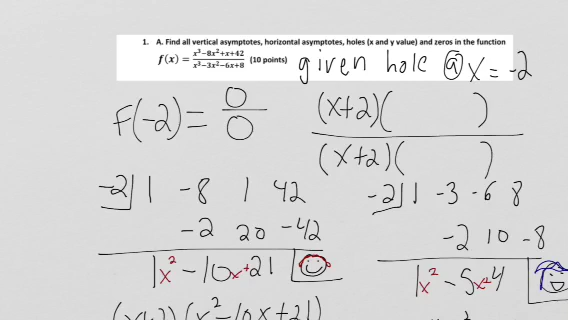 1. A. Find all vertical asymptotes, horizontal asymptotes, holes (x and y value) and zeros in the function
f(x) = x³−8x²+x+42 / x³−3x²−6x+8 (10 points) given hole @ x = -2
f(-2) = 0/0
(x+2)( ) / (x+2)( )
-2| 1 -8 1 42
-2 20 -42
1x² -10x +21
-2| 1 -3 -6 8
-2 10 -8
1x² -5x +4
(x+2)(x²-10x+21)